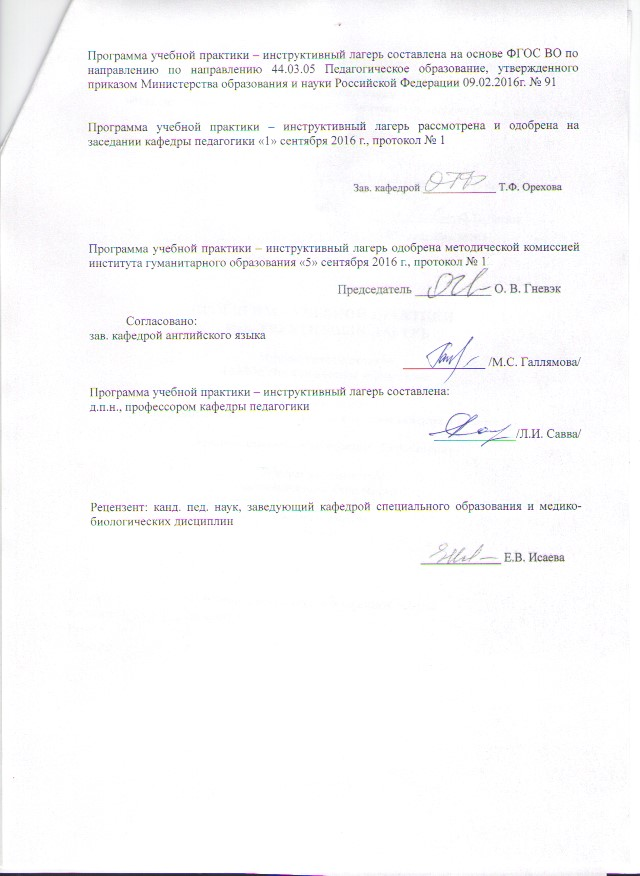 Программа учебной практики – инструктивный лагерь составлена на основе ФГОС ВО по
направлению по направлению 44.03.05 Педагогическое образование, утвержденного
приказом Министерства образования и науки Российской Федерации 09.02.2016г. № 91
Программа учебной практики – инструктивный лагерь рассмотрена и одобрена на
заседании кафедры педагогики «1» сентября 2016 г., протокол № 1
Зав. кафедрой Т.Ф. Орехова
Программа учебной практики – инструктивный лагерь одобрена методической комиссией
института гуманитарного образования «5» сентября 2016 г., протокол № 1
Председатель О. В. Гневэк
Согласовано:
зав. кафедрой английского языка
/М.С. Галлямова/
Программа учебной практики – инструктивный лагерь составлена:
д.п.н., профессором кафедры педагогики
/Л.И. Савва/
Рецензент: канд. пед. наук, заведующий кафедрой специального образования и медико-
биологических дисциплин
Е.В. Исаева